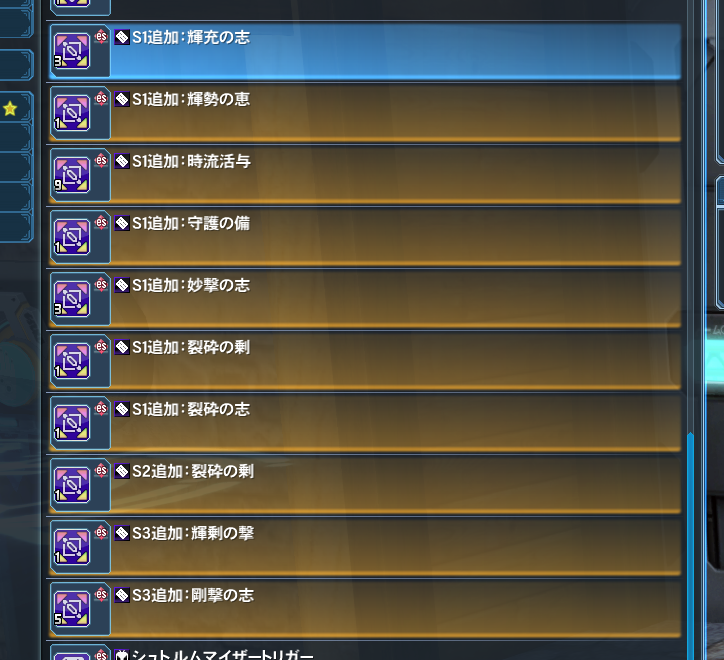 es S1追加:輝充の志
3
es S1追加:輝勢の恵
1
es S1追加:時流活与
9
es S1追加:守護の備
1
es S1追加:妙撃の志
3
es S1追加:裂砕の剰
1
es S1追加:裂砕の志
1
es S2追加:裂砕の剰
1
es S3追加:輝剰の撃
1
es S3追加:剛撃の志
5
es シュトルムマイザートリガー